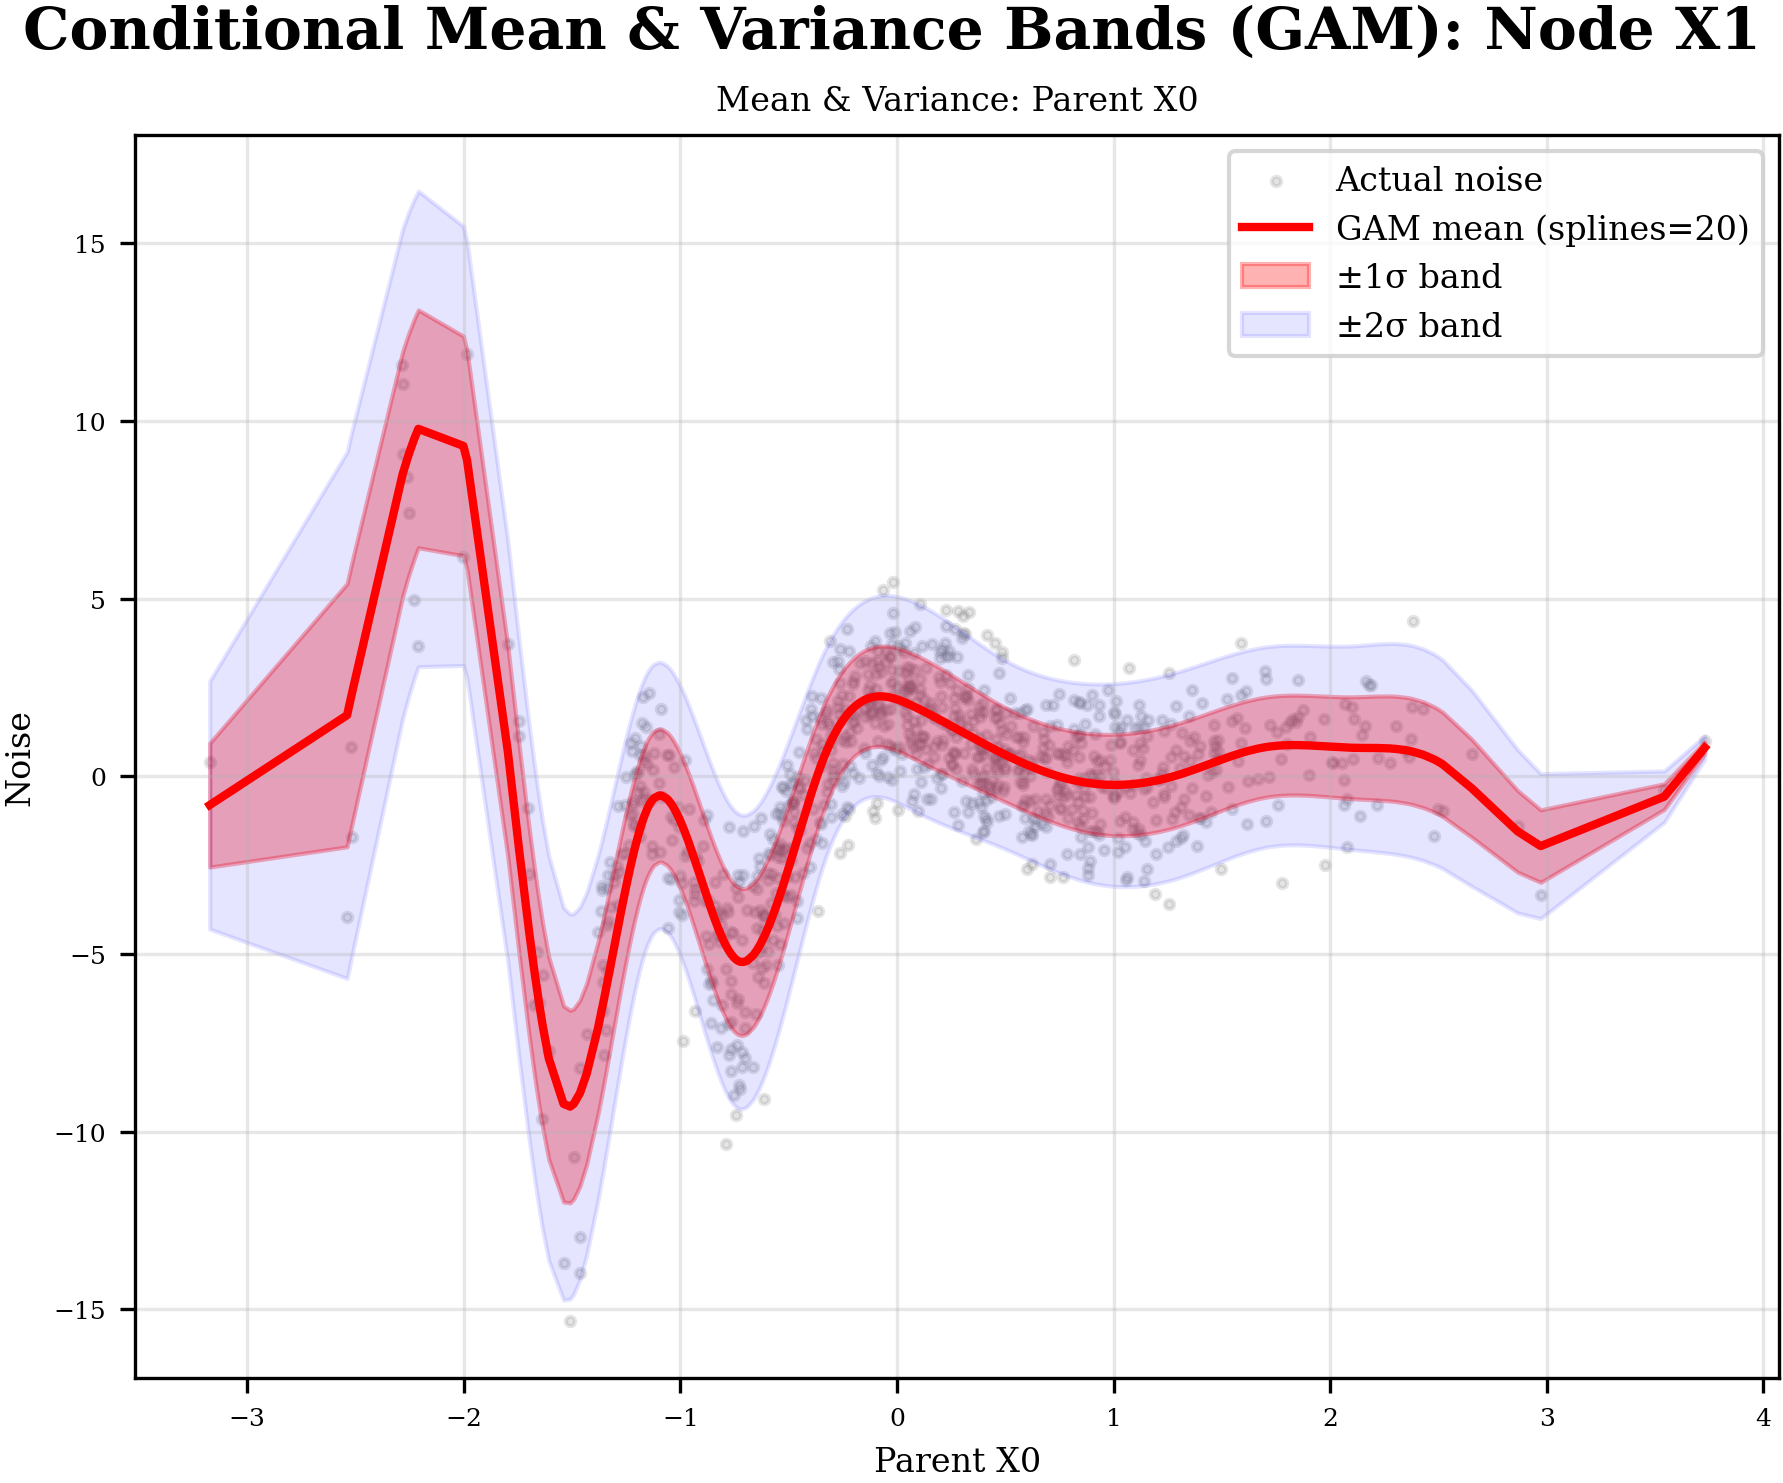 Conditional Mean & Variance Bands (GAM): Node X1
Mean & Variance: Parent X0
Actual noise
GAM mean (splines=20)
±1σ band
±2σ band
Noise
15
10
5
0
−5
−10
−15
−3
−2
−1
0
1
2
3
4
Parent X0